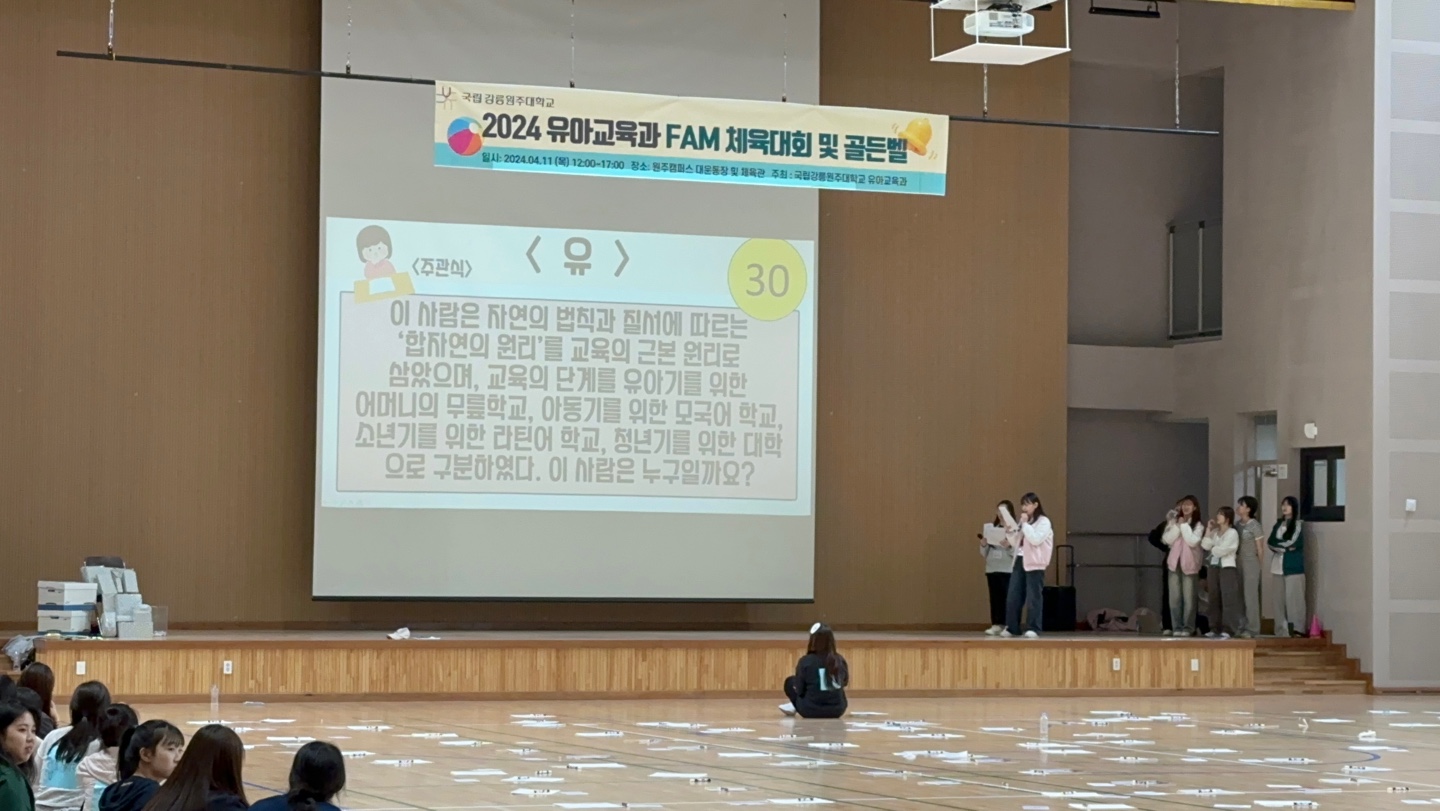 국립 강릉원주대학교
2024 유아교육과 FAM 체육대회 및 골든벨
일시: 2024.04.11 (목) 12:00~17:00 장소: 원주캠퍼스 대운동장 및 체육관 주최 : 국립강릉원주대학교 유아교육과
<유>
<주관식>
30
이 사람은 자연의 법칙과 질서에 따르는
‘합자연의 원리’를 교육의 근본 원리로
삼았으며, 교육의 단계를 유아기를 위한
어머니의 무릎학교, 아동기를 위한 모국어 학교,
소년기를 위한 라틴어 학교, 청년기를 위한 대학
으로 구분하였다. 이 사람은 누구일까요?